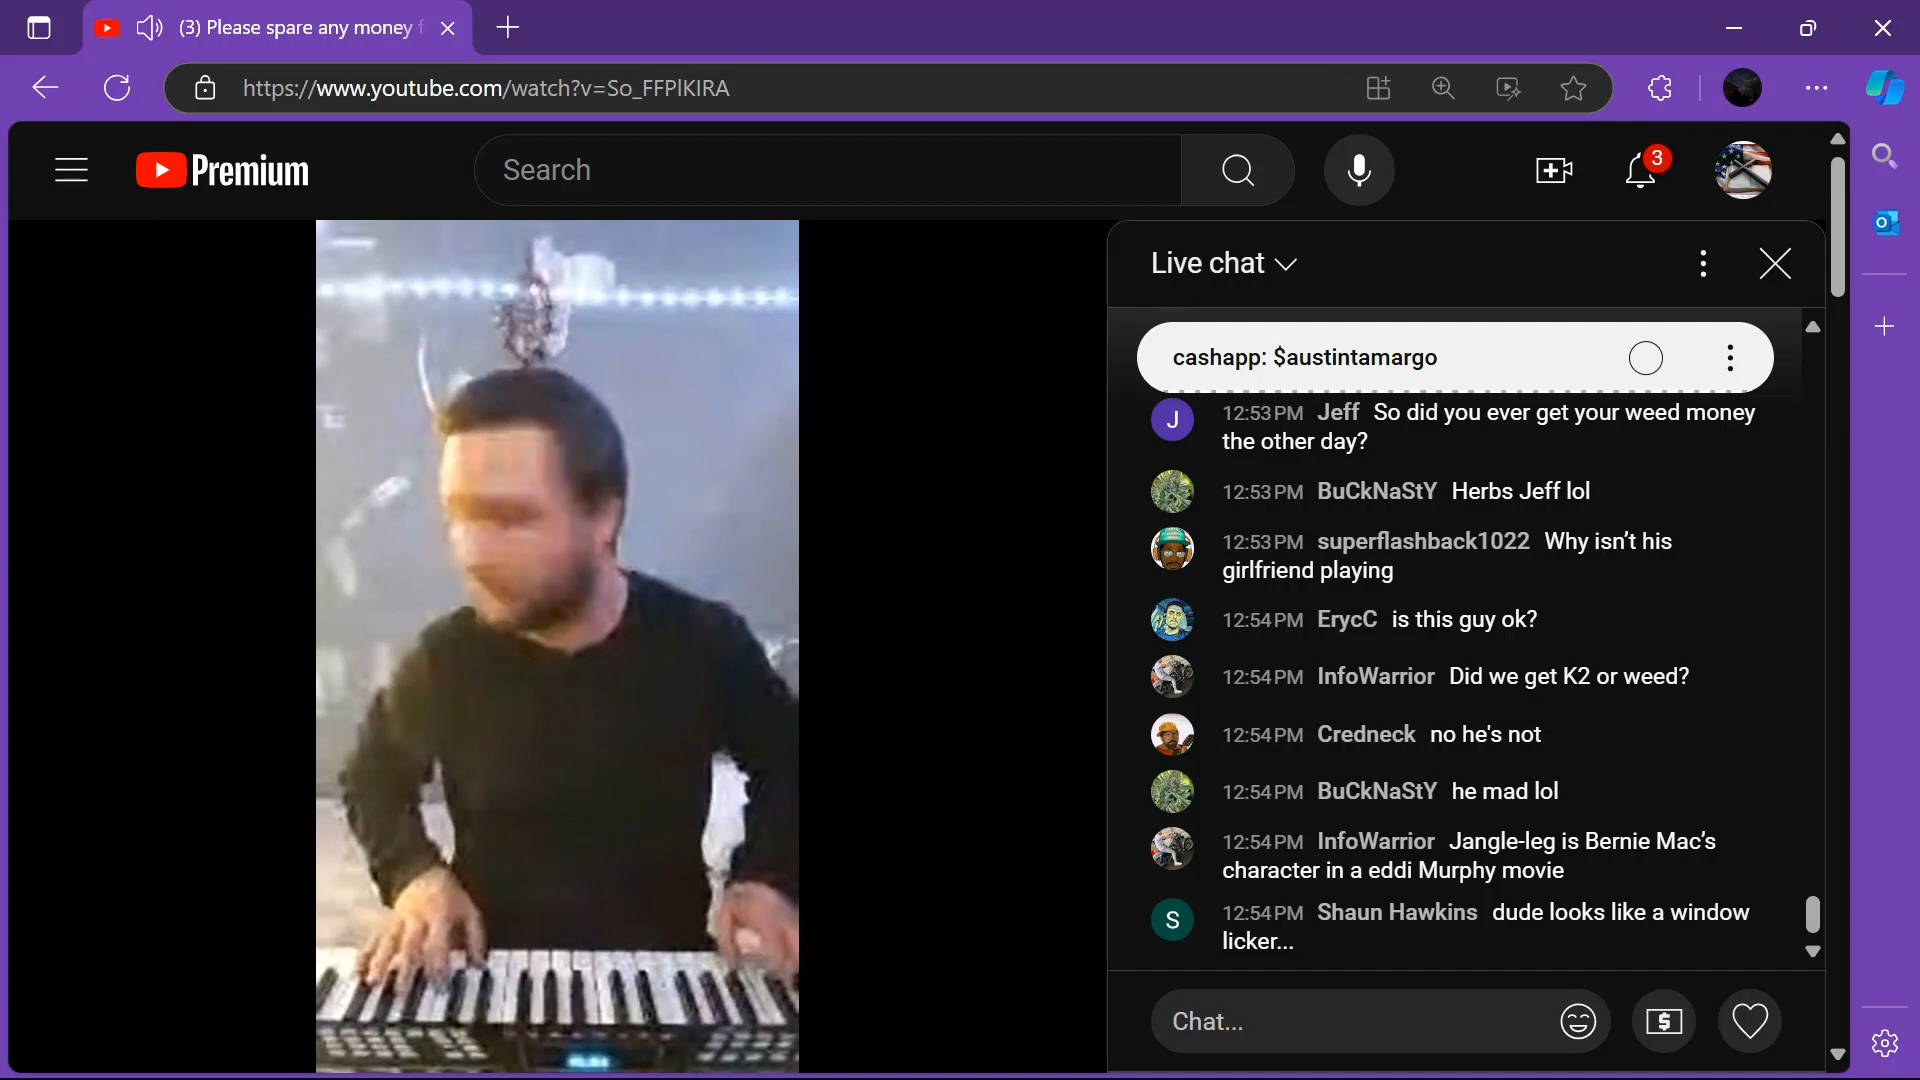 (3) Please spare any money f
https://www.youtube.com/watch?v=So_FFPlKIRA
Premium
Search
3
Live chat
cashapp: $austintamargo
J
12:53 PM Jeff So did you ever get your weed money
the other day?
12:53 PM BuCkNaStY Herbs Jeff lol
12:53 PM superflashback1022 Why isn't his
girlfriend playing
12:54 PM ErycC is this guy ok?
12:54 PM InfoWarrior Did we get K2 or weed?
12:54 PM Credneck no he's not
12:54 PM BuCkNaStY he mad lol
12:54 PM InfoWarrior Jangle-leg is Bernie Mac's
character in a eddi Murphy movie
S
12:54 PM Shaun Hawkins dude looks like a window
licker...
Chat...